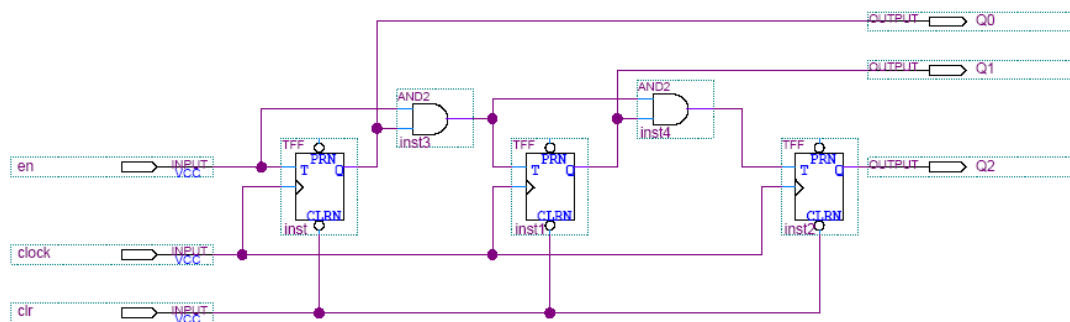 OUTPUT Q0
OUTPUT Q1
AND2
inst3
AND2
inst4
en INPUT
VCC
TFF
PRN
T Q
CLRN
inst
TFF
PRN
T Q
CLRN
inst1
TFF
PRN
T Q
CLRN
inst2
OUTPUT Q2
clock INPUT
VCC
clr INPUT
VCC